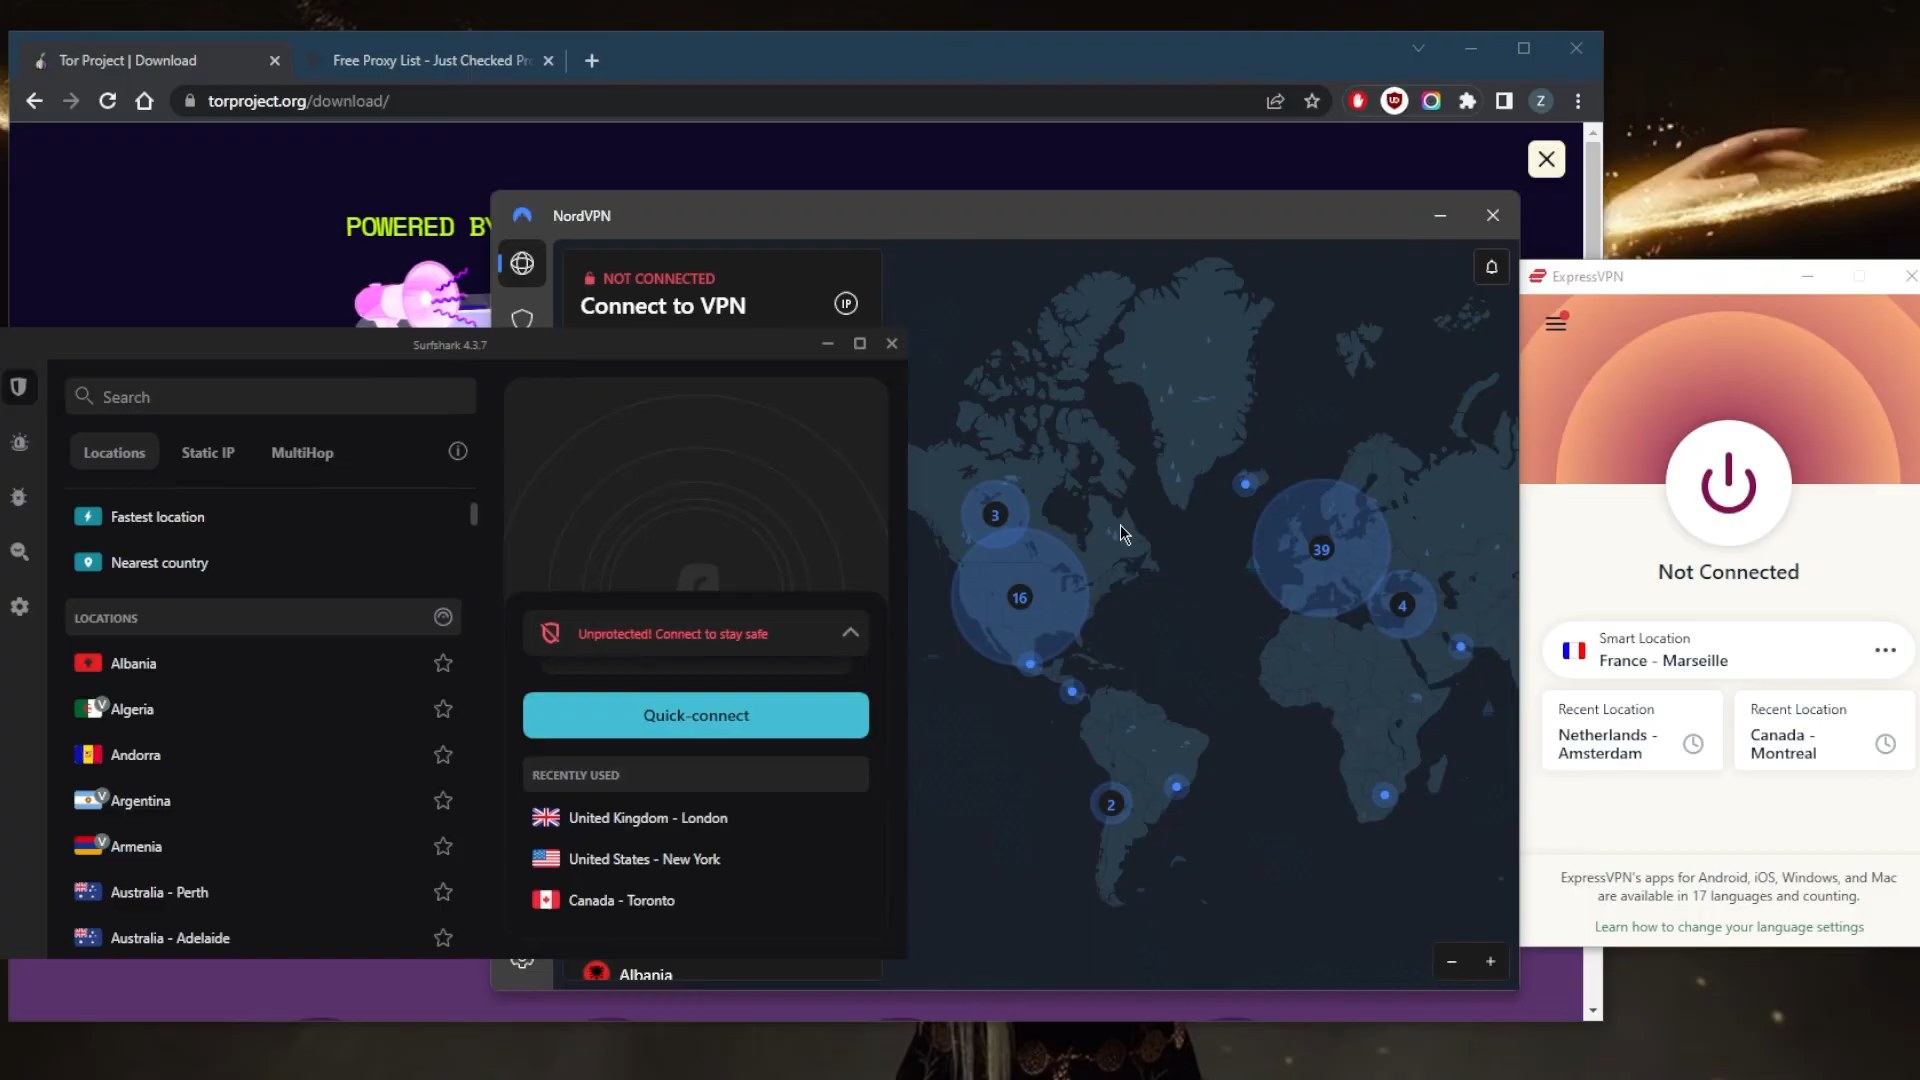 Tor Project | Download
Free Proxy List - Just Checked Pr
torproject.org/download/
Z
POWERED BY
NordVPN
NOT CONNECTED
Connect to VPN
IP
3
16
39
4
2
Albania
Surfshark 4.3.7
Search
Locations
Static IP
MultiHop
Fastest location
Nearest country
LOCATIONS
Albania
V
Algeria
Andorra
V
Argentina
V
Armenia
Australia - Perth
Australia - Adelaide
Unprotected! Connect to stay safe
Quick-connect
RECENTLY USED
United Kingdom - London
United States - New York
Canada - Toronto
ExpressVPN
Not Connected
Smart Location
France - Marseille
Recent Location
Netherlands -
Amsterdam
Recent Location
Canada -
Montreal
ExpressVPN's apps for Android, iOS, Windows, and Mac
are available in 17 languages and counting.
Learn how to change your language settings